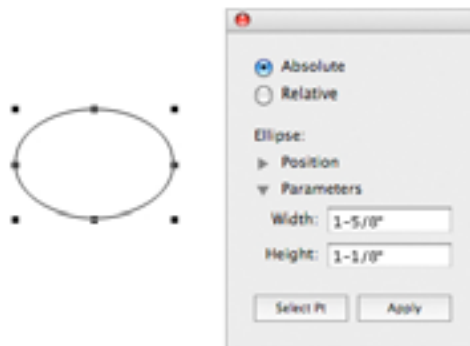 Absolute
Relative
Ellipse:
Position
Parameters
Width: 1-5/8"
Height: 1-1/8"
Select Pt Apply